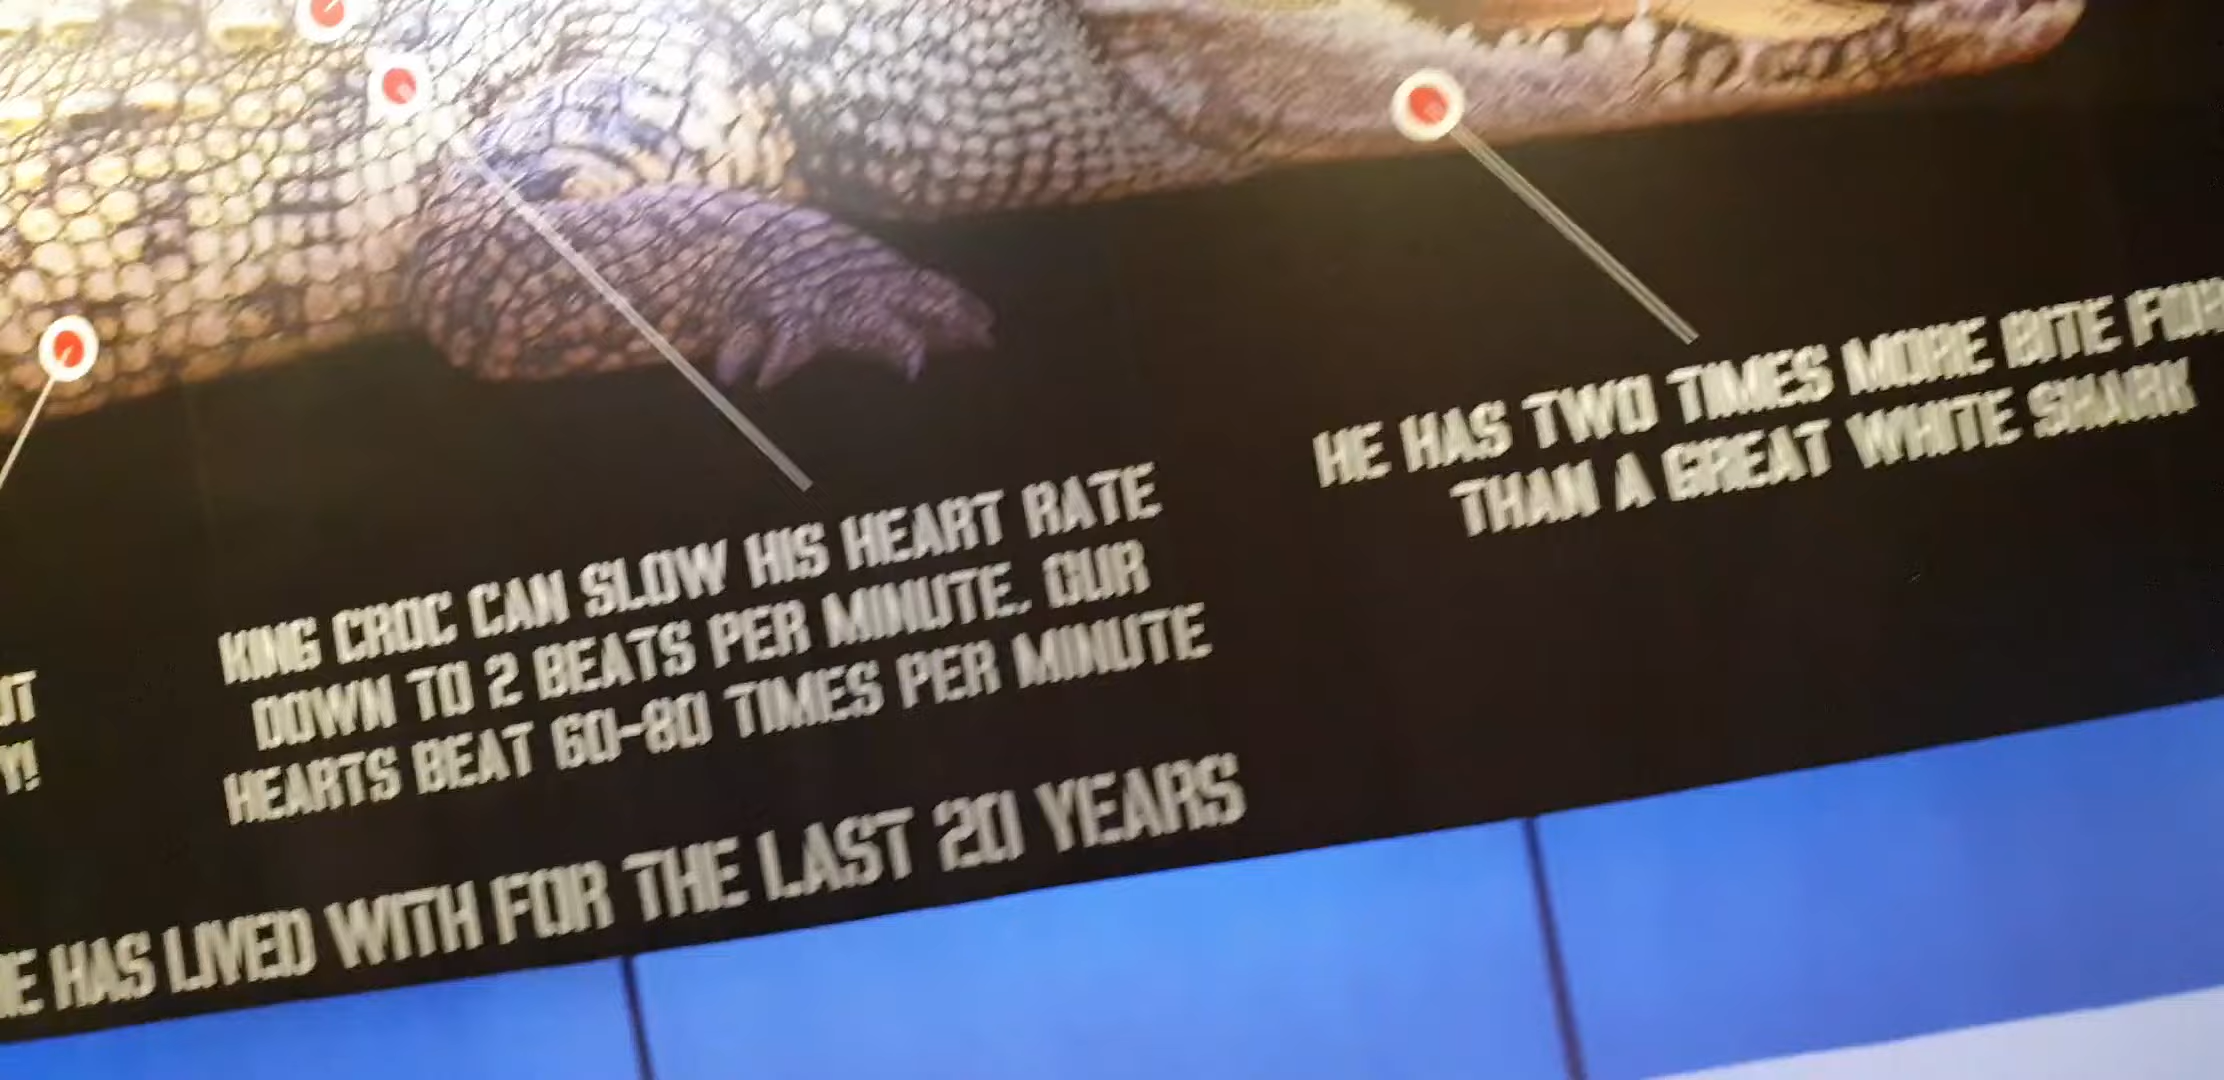 HE HAS TWO TIMES MORE BITE
THAN A GREAT WHITE SHARK
KING CROC CAN SLOW HIS HEART RATE
DOWN TO 2 BEATS PER MINUTE. OUR
HEARTS BEAT 60-80 TIMES PER MINUTE
HAS LIVED WITH FOR THE LAST 20 YEARS